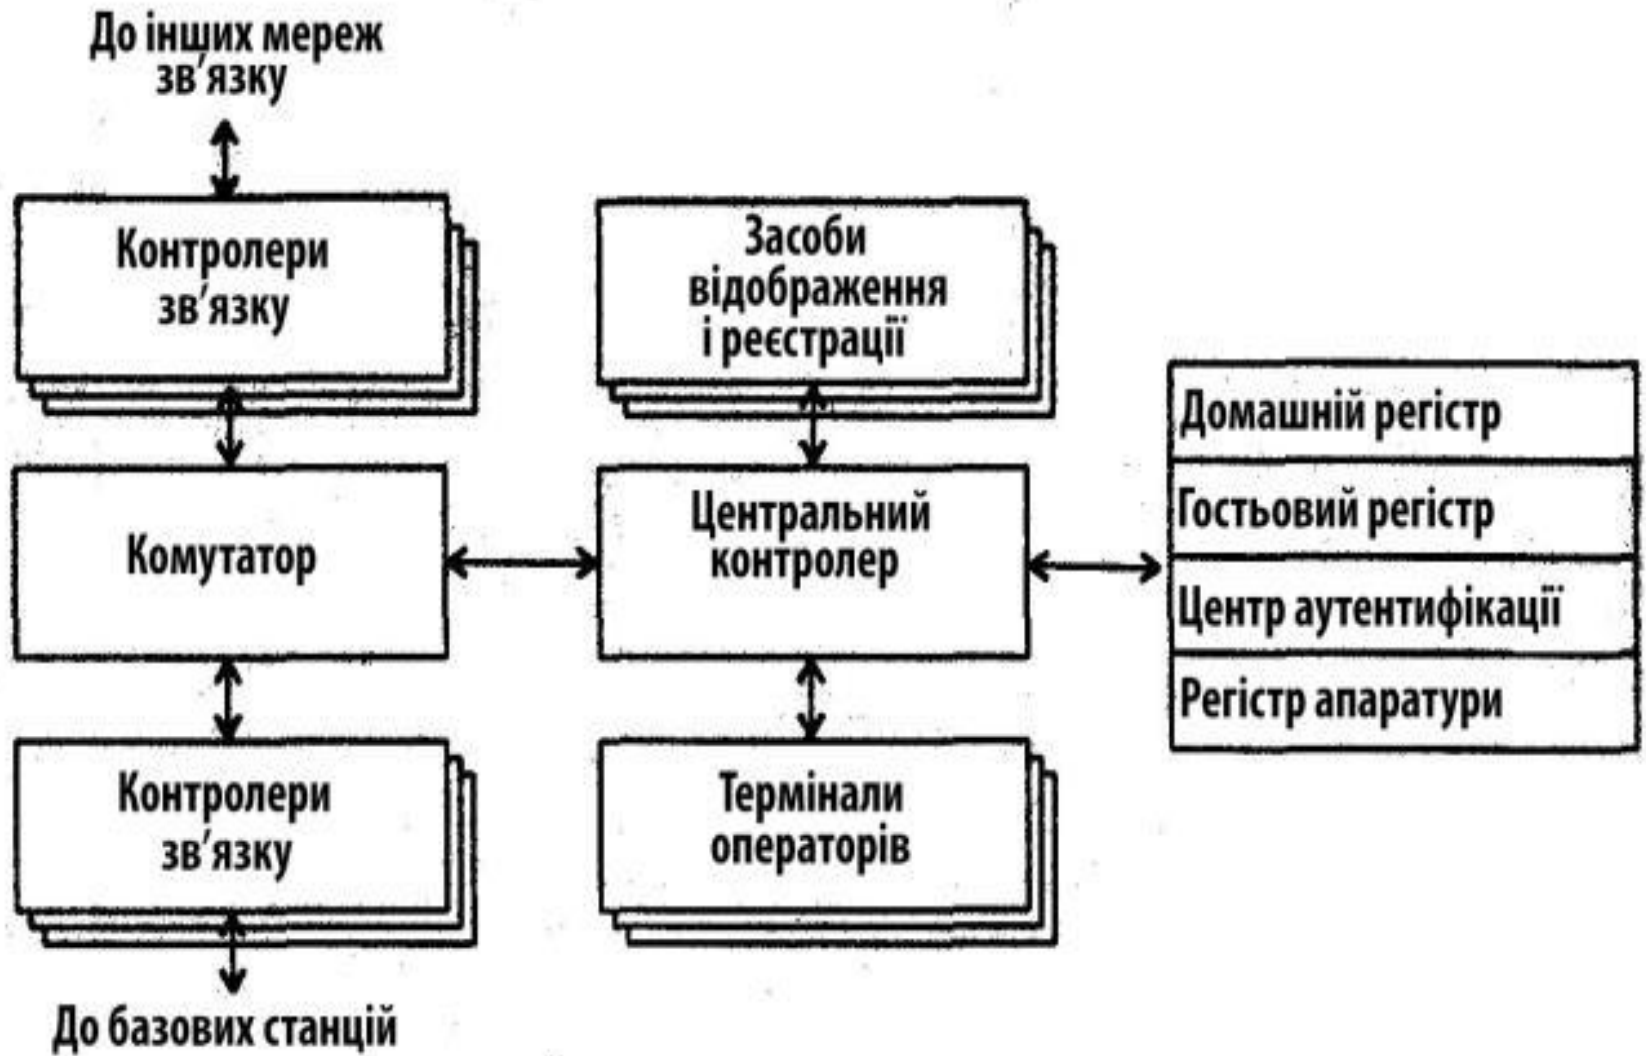 До інших мереж
зв'язку
Контролери
зв'язку
Засоби
відображення
і реєстрації
Домашній регістр
Гостьовий регістр
Центр аутентифікації
Регістр апаратури
Комутатор
Центральний
контролер
Контролери
зв'язку
Термінали
операторів
До базових станцій